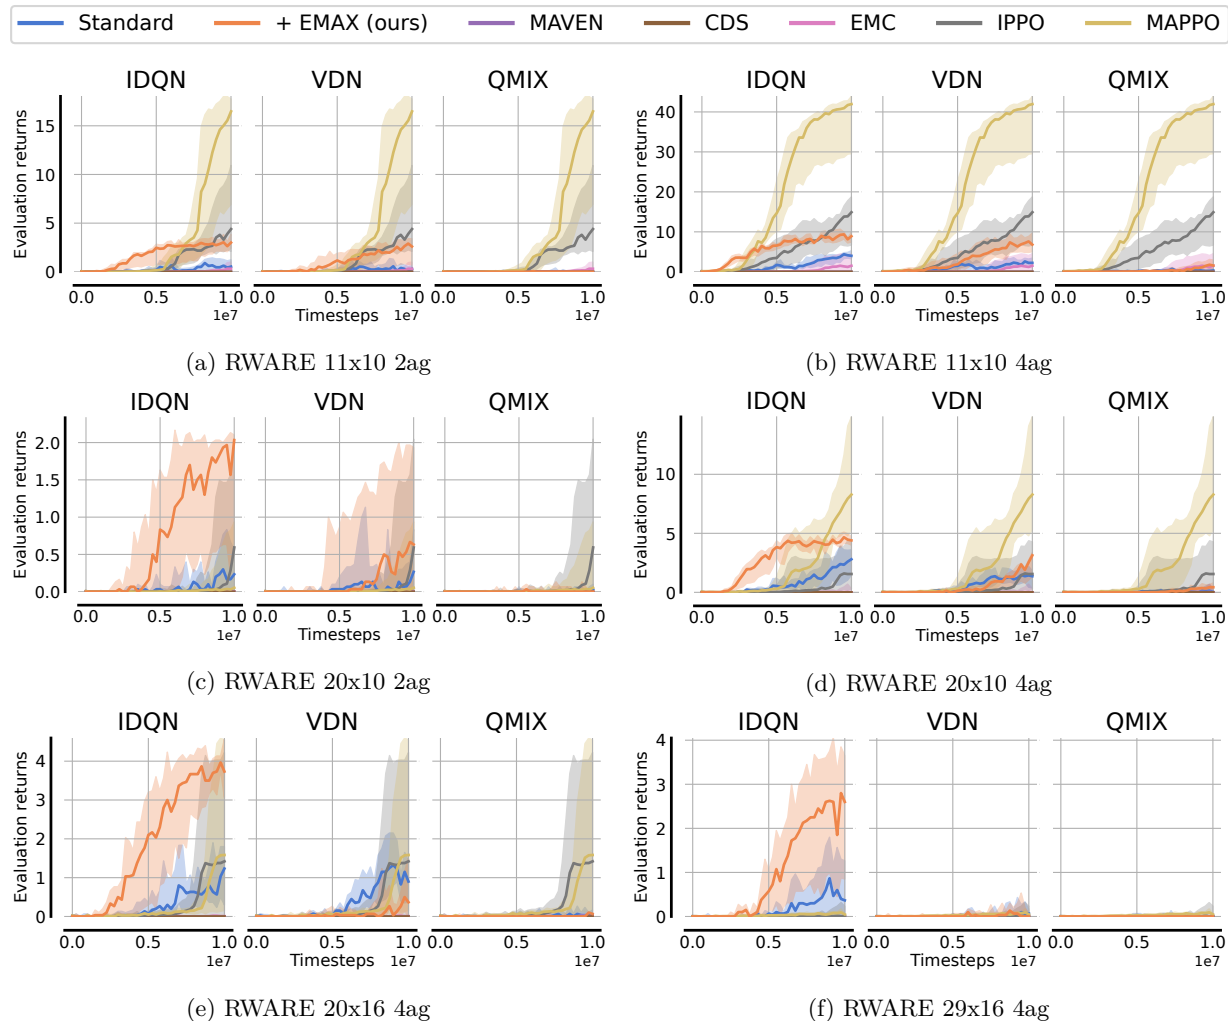 Standard + EMAX (ours) MAVEN CDS EMC IPPO MAPPO
IDQN VDN QMIX
Evaluation returns
15
10
5
0
0.0 0.5 1.0 0.0 0.5 1.0 0.0 0.5 1.0
1e7 1e7 1e7
Timesteps
(a) RWARE 11x10 2ag
IDQN VDN QMIX
Evaluation returns
40
30
20
10
0
0.0 0.5 1.0 0.0 0.5 1.0 0.0 0.5 1.0
1e7 1e7 1e7
Timesteps
(b) RWARE 11x10 4ag
IDQN VDN QMIX
Evaluation returns
2.0
1.5
1.0
0.5
0.0
0.0 0.5 1.0 0.0 0.5 1.0 0.0 0.5 1.0
1e7 1e7 1e7
Timesteps
(c) RWARE 20x10 2ag
IDQN VDN QMIX
Evaluation returns
10
5
0
0.0 0.5 1.0 0.0 0.5 1.0 0.0 0.5 1.0
1e7 1e7 1e7
Timesteps
(d) RWARE 20x10 4ag
IDQN VDN QMIX
Evaluation returns
4
3
2
1
0
0.0 0.5 1.0 0.0 0.5 1.0 0.0 0.5 1.0
1e7 1e7 1e7
Timesteps
(e) RWARE 20x16 4ag
IDQN VDN QMIX
Evaluation returns
4
3
2
1
0
0.0 0.5 1.0 0.0 0.5 1.0 0.0 0.5 1.0
1e7 1e7 1e7
Timesteps
(f) RWARE 29x16 4ag